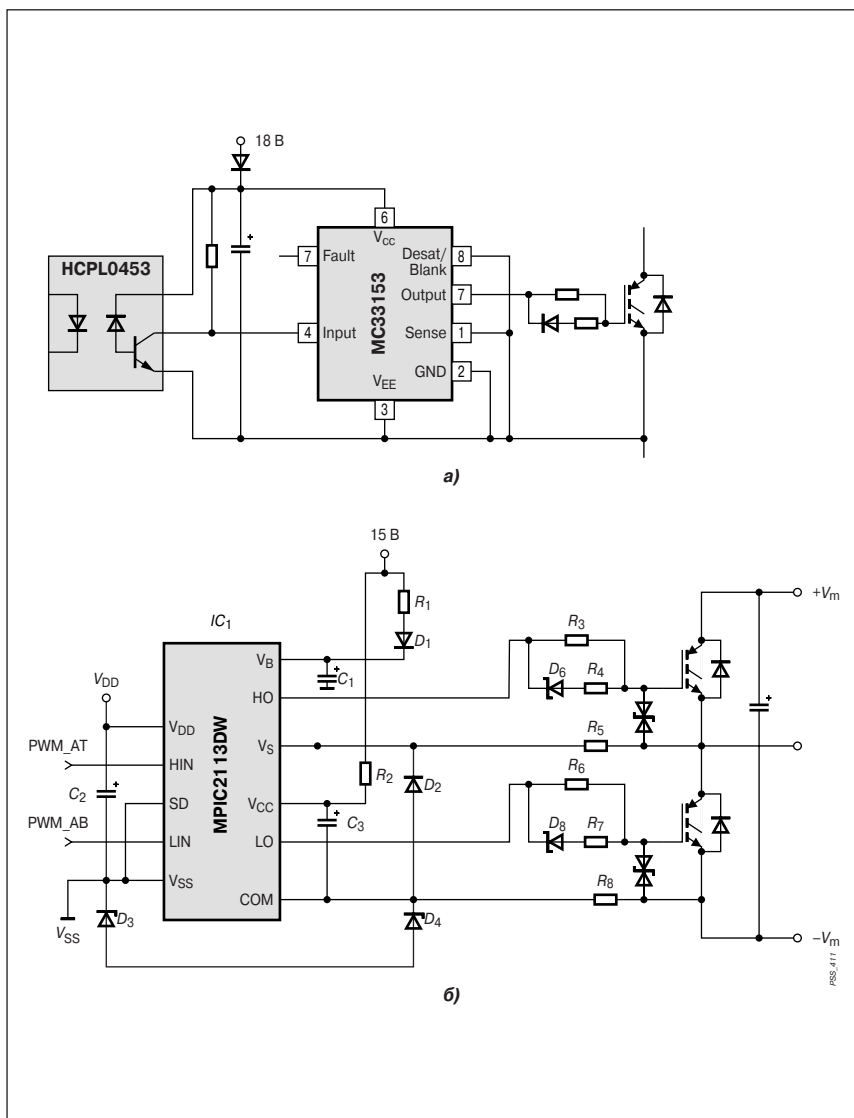 18 В
HCPL0453
6
V_CC
7 Fault
Desat/ 8
Blank
Output 7
MC33153
4 Input
Sense 1
GND 2
V_EE
3
а)
15 В
IC₁
R₁
D₁
V_B
C₁
HO
R₃
D₆ R₄
+V_m
V_DD
V_DD
PWM_AT
HIN
V_S
R₅
MPIC2113DW
C₂
SD
R₂
D₂
R₆
V_CC
C₃
PWM_AB
LIN
LO
D₈ R₇
V_SS
COM
R₈
V_SS
D₃
D₄
–V_m
PSS_411
б)